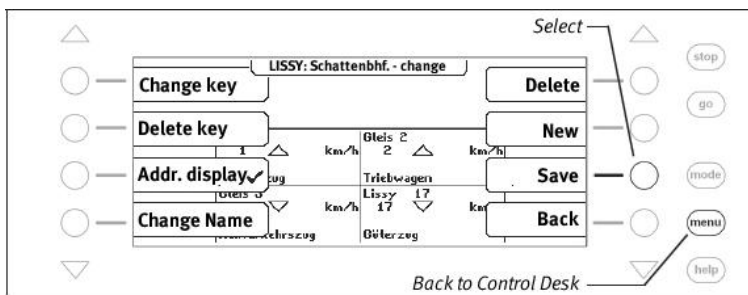 Select
LISSY: Schattenbhf. - change
Change key
Delete
stop
go
Delete key
New
Gleis 2
1 km/h 2 km/h
Addr. display✓
Save
mode
Triebwagen
Lissy 17
km/h 17
Change Name
Back
menu
Güterzug
help
Back to Control Desk